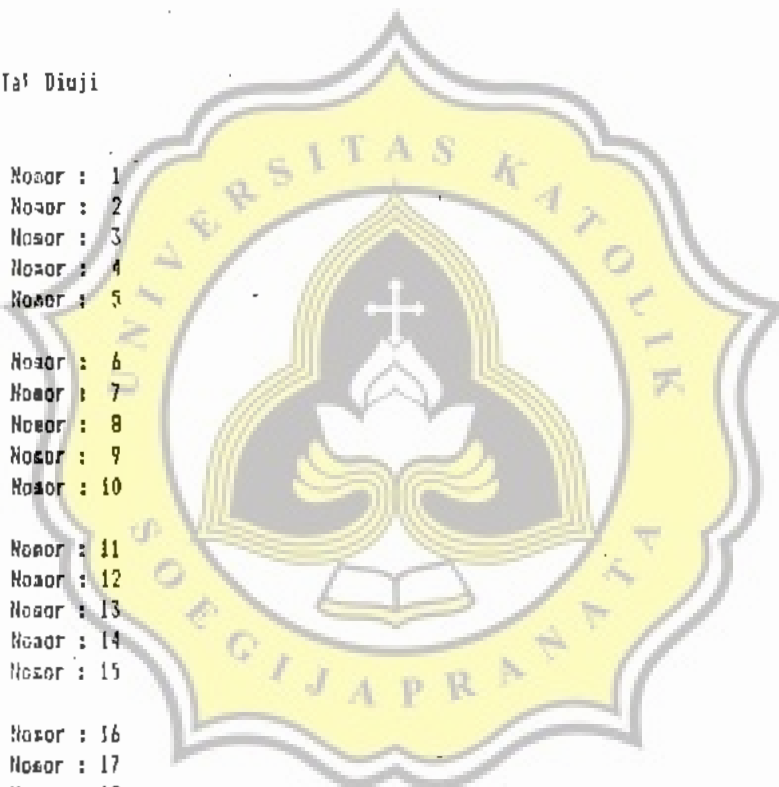 Diuji
Nomor : 1
Nomor : 2
Nomor : 3
Nomor : 4
Nomor : 5
Nomor : 6
Nomor : 7
Nomor : 8
Nomor : 9
Nomor : 10
Nomor : 11
Nomor : 12
Nomor : 13
Nomor : 14
Nomor : 15
Nomor : 16
Nomor : 17
UNIVERSITAS KATOLIK
SOEGIJAPRANATA